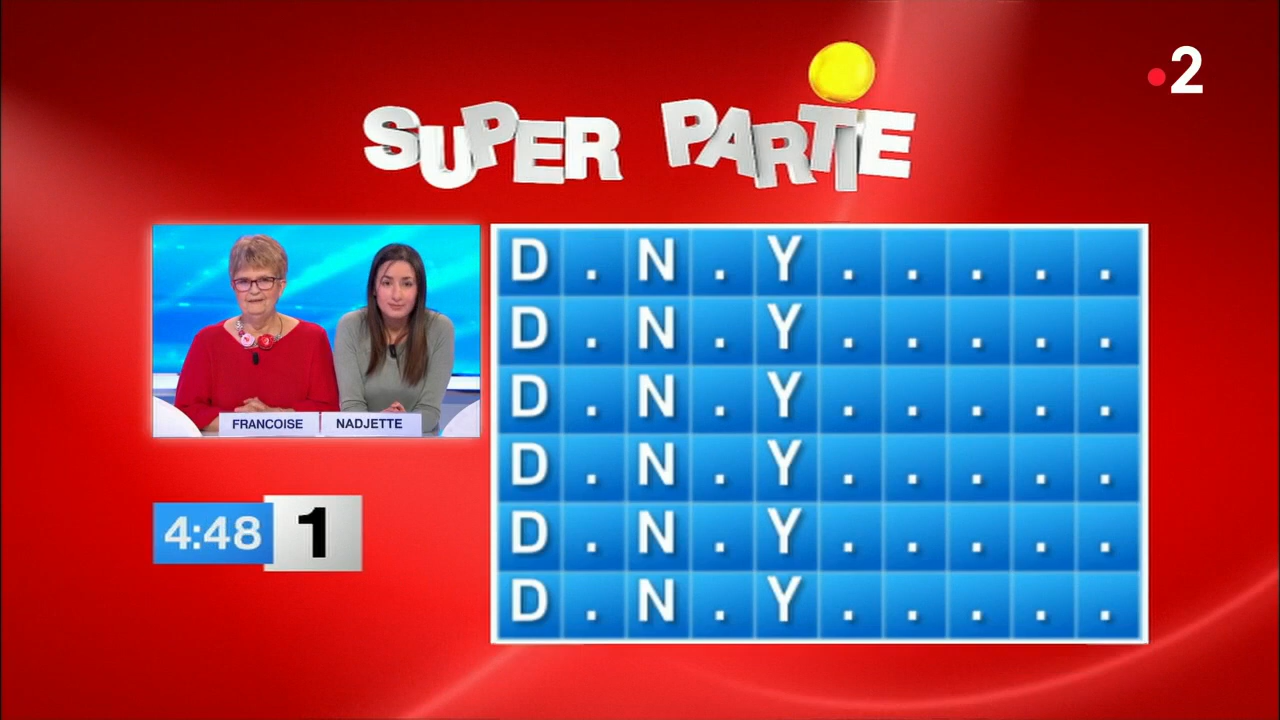 2
SUPER PARTIE
D . N . Y . . . . .
D . N . Y . . . . .
D . N . Y . . . . .
D . N . Y . . . . .
D . N . Y . . . . .
D . N . Y . . . . .
FRANCOISE NADJETTE
4:48 1